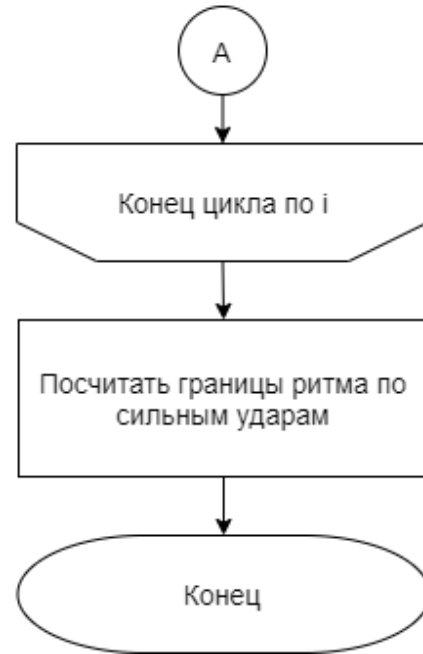 А
Конец цикла по i
Посчитать границы ритма по
сильным ударам
Конец